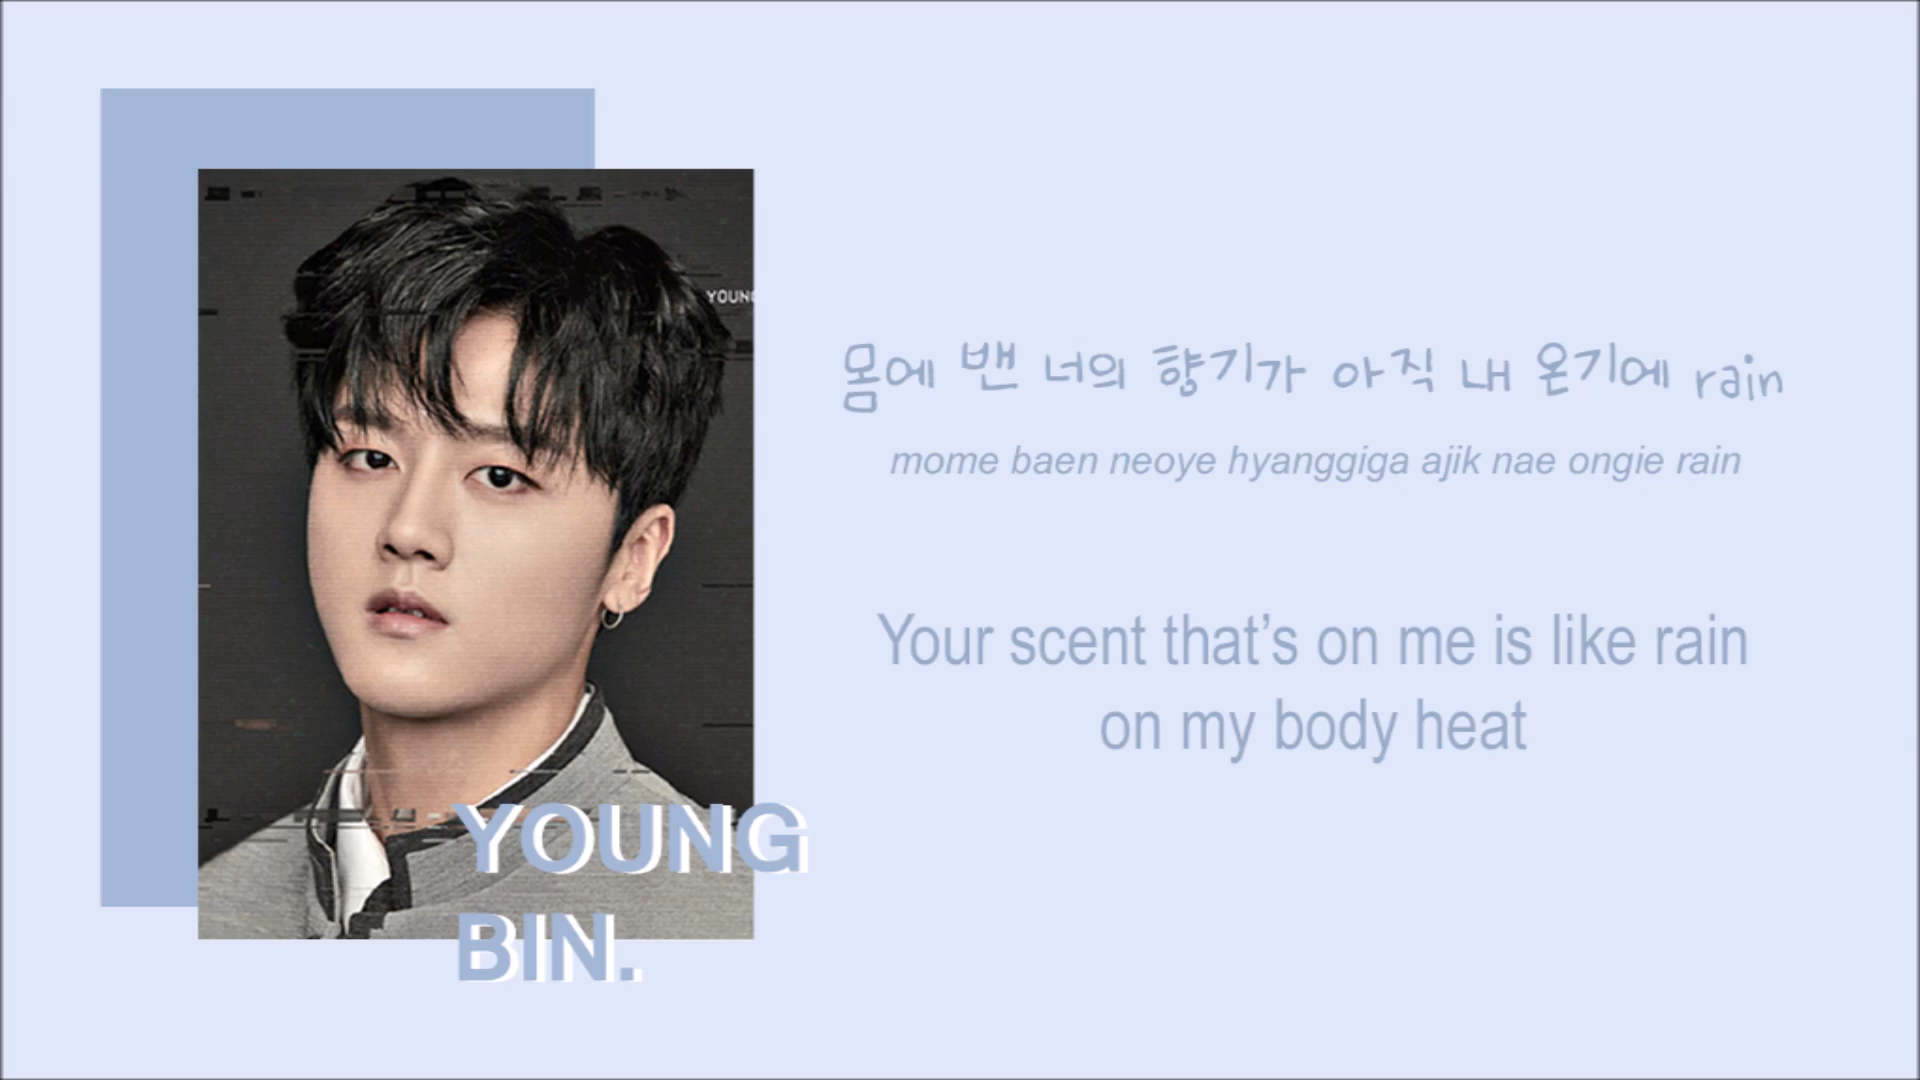 YOUNG
몸에 밴 너의 향기가 아직 내 온기에 rain
mome baen neoye hyanggiga ajik nae ongie rain
Your scent that’s on me is like rain
on my body heat
YOUNG
BIN.